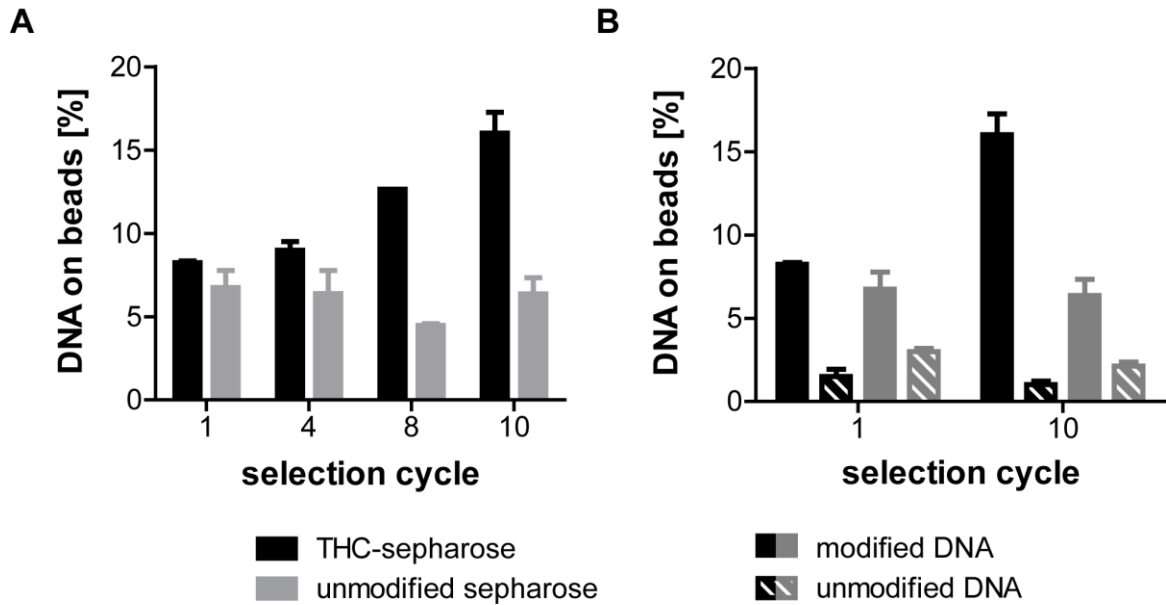 A
B
DNA on beads [%]
20
15
10
5
0
1 4 8 10
selection cycle
THC-sepharose
unmodified sepharose
DNA on beads [%]
20
15
10
5
0
1 10
selection cycle
modified DNA
unmodified DNA